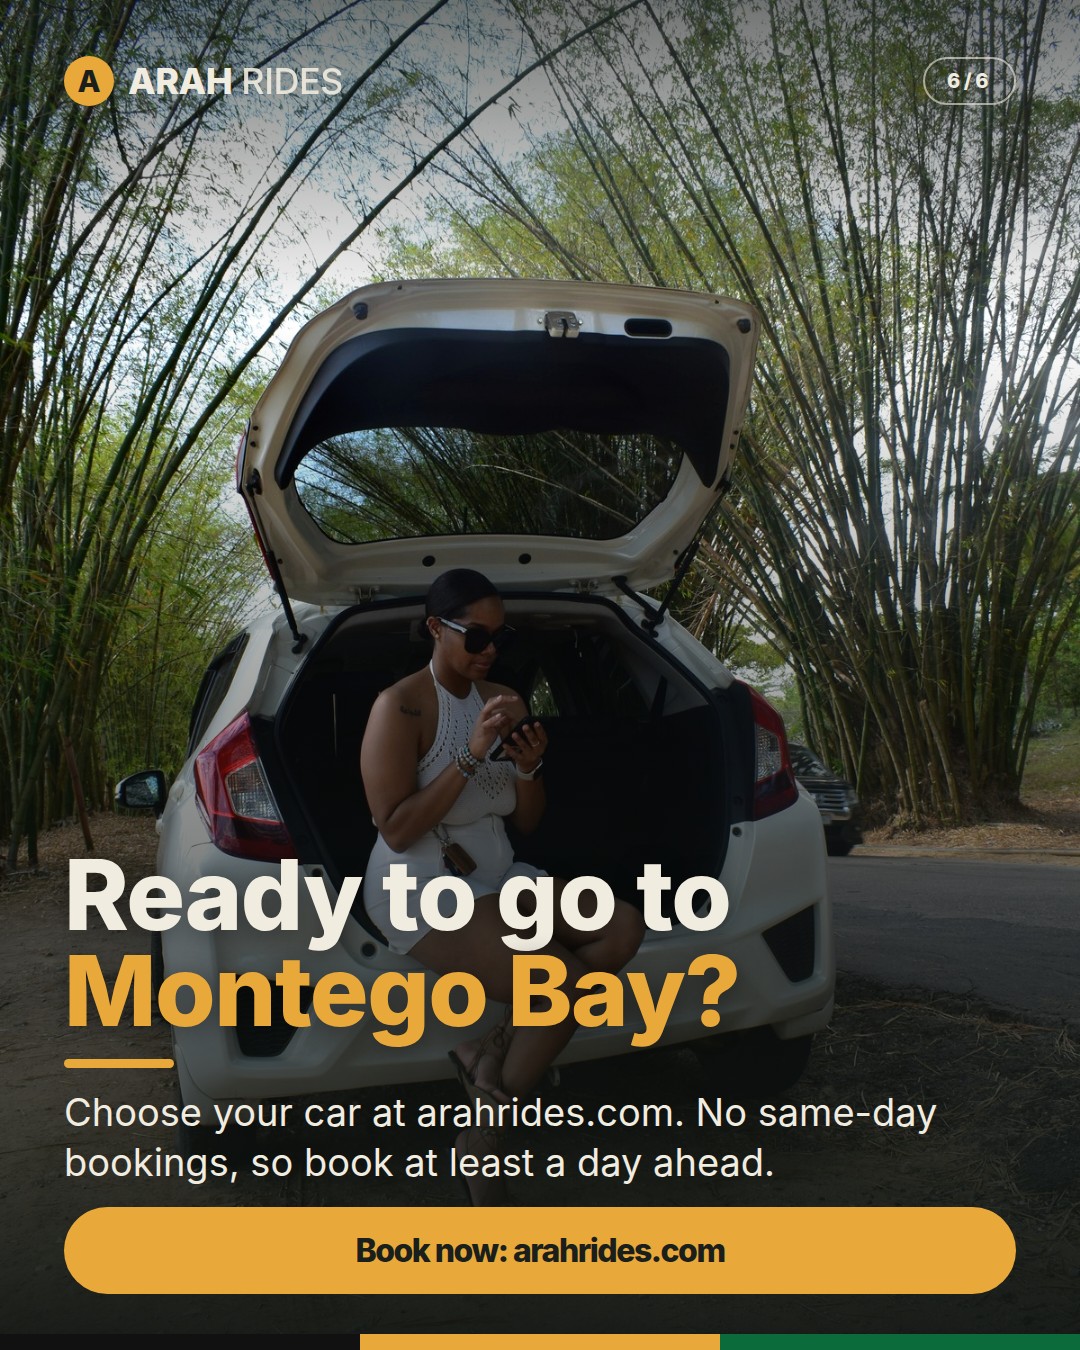 A ARAH RIDES
6/6
Ready to go to
Montego Bay?
Choose your car at arahrides.com. No same-day
bookings, so book at least a day ahead.
Book now: arahrides.com